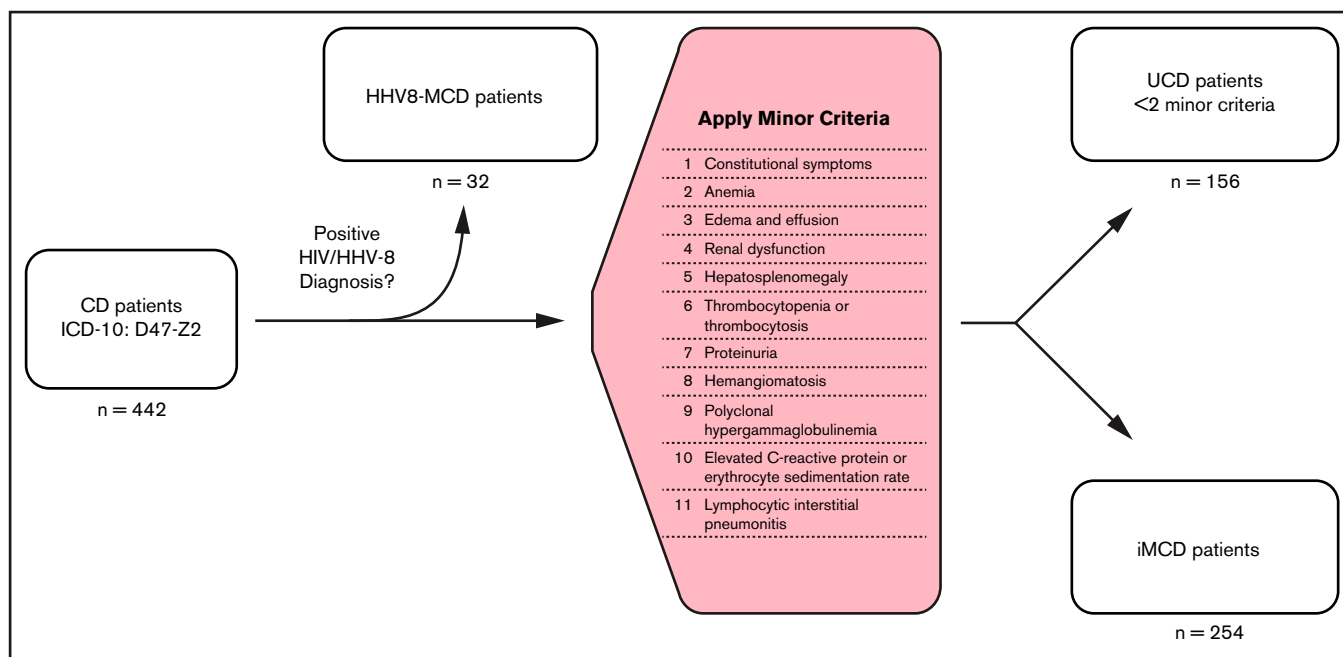 HHV8-MCD patients
n = 32
Positive
HIV/HHV-8
Diagnosis?
CD patients
ICD-10: D47-Z2
n = 442
Apply Minor Criteria
1 Constitutional symptoms
2 Anemia
3 Edema and effusion
4 Renal dysfunction
5 Hepatosplenomegaly
6 Thrombocytopenia or
thrombocytosis
7 Proteinuria
8 Hemangiomatosis
9 Polyclonal
hypergammaglobulinemia
10 Elevated C-reactive protein or
erythrocyte sedimentation rate
11 Lymphocytic interstitial
pneumonitis
UCD patients
<2 minor criteria
n = 156
iMCD patients
n = 254